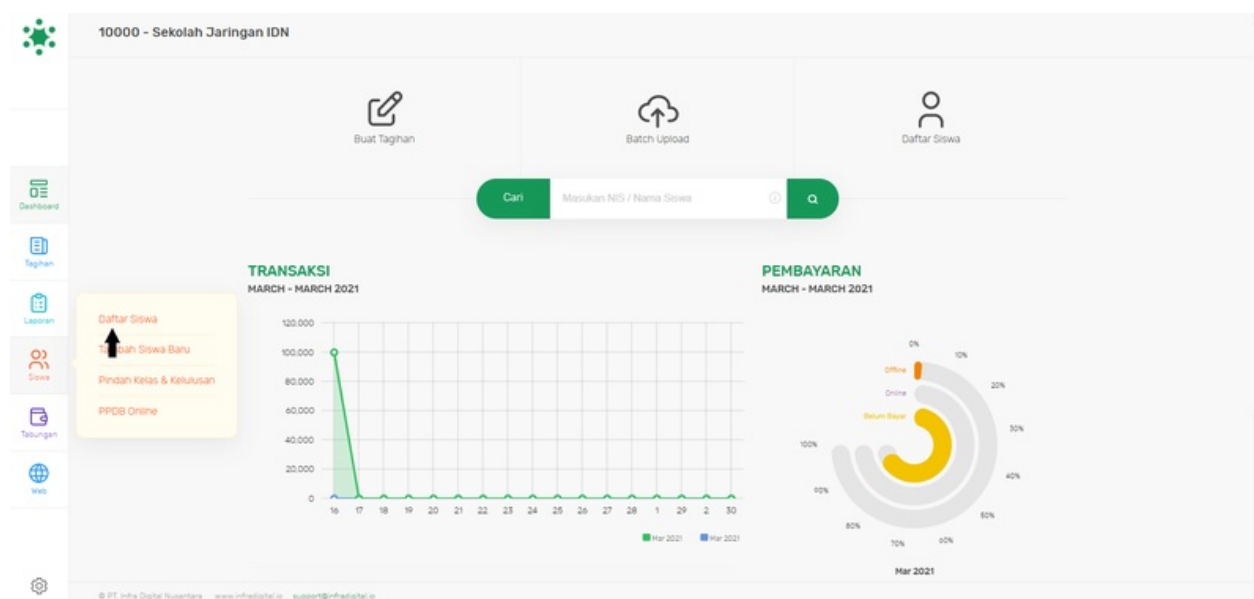 10000 - Sekolah Jaringan IDN
Buat Tagihan
Batch Upload
Daftar Siswa
Cari
Masukan NIS / Nama Siswa
Dashboard
Tagihan
Laporan
Siswa
Tabungan
Web
Daftar Siswa
Siswa Baru
Pindah Kelas & Kelulusan
PPDB Online
TRANSAKSI
MARCH - MARCH 2021
120,000
100,000
80,000
60,000
40,000
20,000
0
16 17 18 19 20 21 22 23 24 25 26 27 28 1 29 2 30
Mar 2021 Mar 2021
PEMBAYARAN
MARCH - MARCH 2021
0%
10%
20%
30%
40%
50%
70%
80%
90%
100%
Offline
Online
Belum Bayar
Mar 2021
© PT. Infra Digital Nusantara www.infradigital.io support@infradigital.io